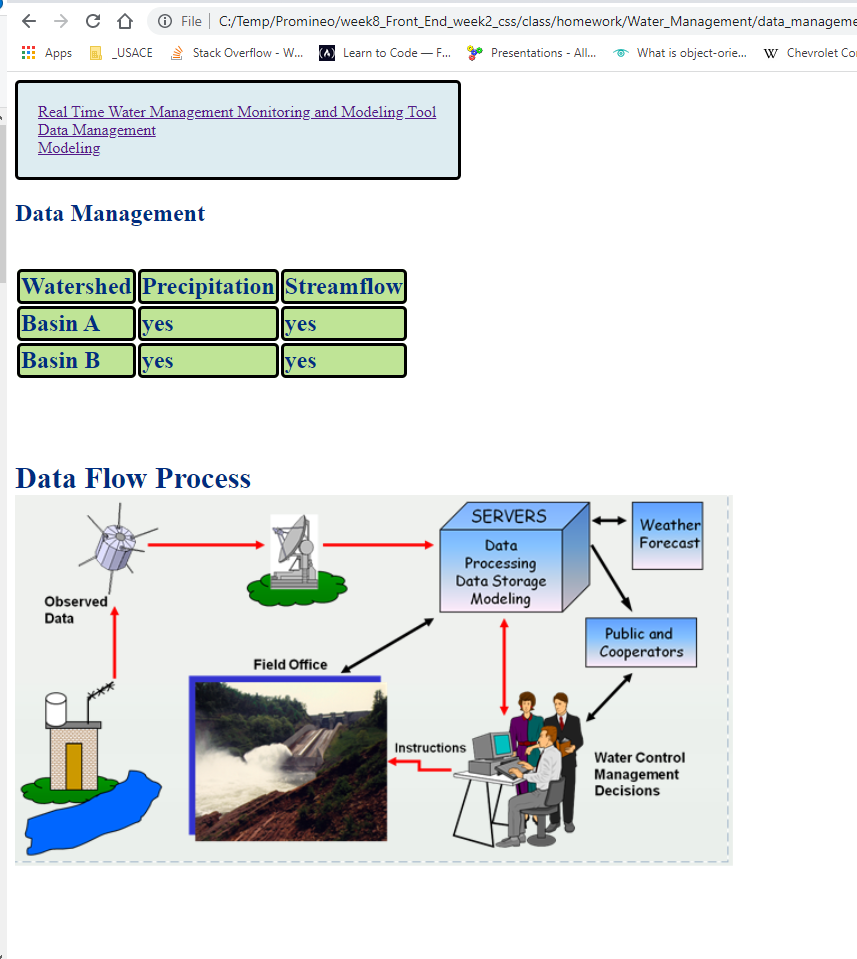 File
C:/Temp/Promineo/week8_Front_End_week2_css/class/homework/Water_Management/data_manageme
Apps _USACE Stack Overflow - W... Learn to Code — F... Presentations - All... What is object-orie... Chevrolet Co
Real Time Water Management Monitoring and Modeling Tool
Data Management
Modeling
Data Management
Watershed Precipitation Streamflow
Basin A yes yes
Basin B yes yes
Data Flow Process
SERVERS
Data
Processing
Data Storage
Modeling
Weather
Forecast
Observed
Data
Public and
Cooperators
Field Office
Instructions
Water Control
Management
Decisions